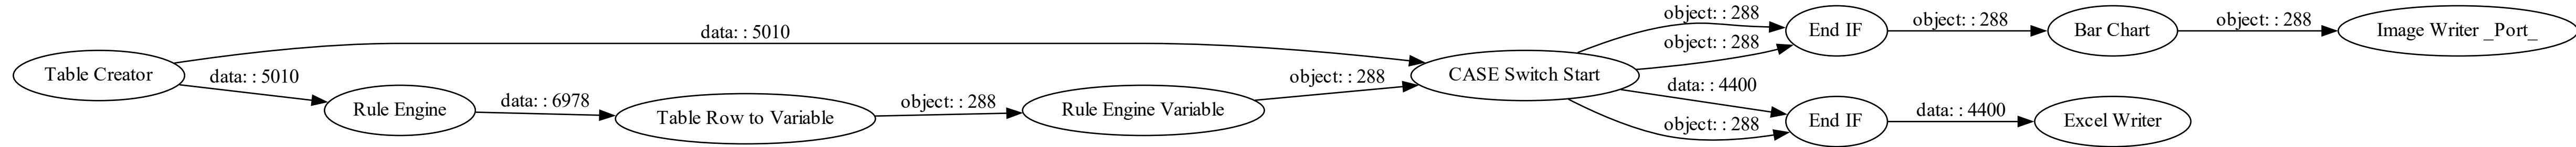 Table Creator
data: : 5010
data: : 5010
Rule Engine
data: : 6978
Table Row to Variable
object: : 288
Rule Engine Variable
object: : 288
CASE Switch Start
object: : 288
object: : 288
data: : 4400
object: : 288
End IF
object: : 288
Bar Chart
object: : 288
Image Writer _Port_
End IF
data: : 4400
Excel Writer